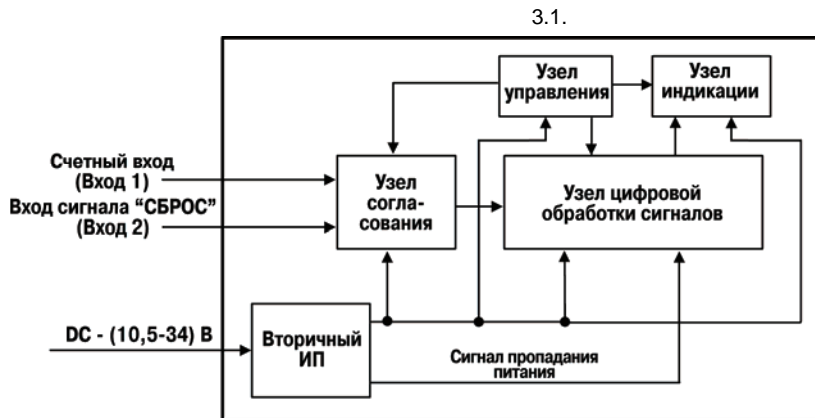 3.1.
Узел
управления
Узел
индикации
Счетный вход
(Вход 1)
Вход сигнала “СБРОС”
(Вход 2)
Узел
согла-
сования
Узел цифровой
обработки сигналов
DC - (10,5-34) В
Вторичный
ИП
Сигнал пропадания
питания